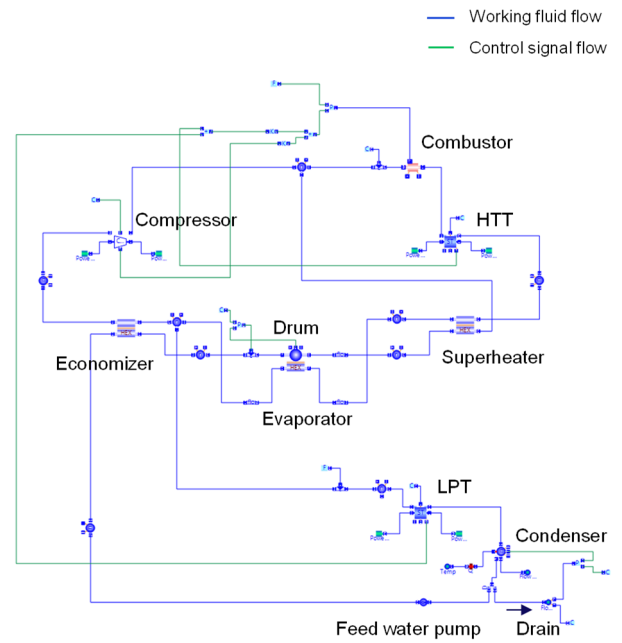 Working fluid flow
Control signal flow
Combustor
Compressor
HTT
Drum
Economizer
Superheater
Evaporator
LPT
Condenser
Temp
Feed water pump
Drain